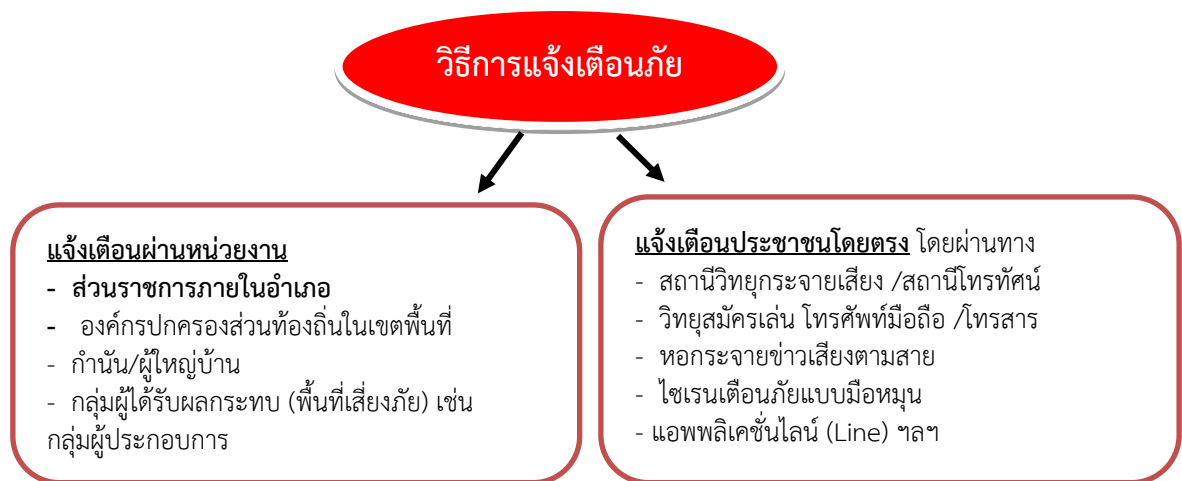 วิธีการแจ้งเตือนภัย
แจ้งเตือนผ่านหน่วยงาน
- ส่วนราชการภายในอำเภอ
- องค์กรปกครองส่วนท้องถิ่นในเขตพื้นที่
- กำนัน/ผู้ใหญ่บ้าน
- กลุ่มผู้ได้รับผลกระทบ (พื้นที่เสี่ยงภัย) เช่น
กลุ่มผู้ประกอบการ
แจ้งเตือนประชาชนโดยตรง โดยผ่านทาง
- สถานีวิทยุกระจายเสียง /สถานีโทรทัศน์
- วิทยุสมัครเล่น โทรศัพท์มือถือ /โทรสาร
- หอกระจายข่าวเสียงตามสาย
- ไซเรนเตือนภัยแบบมือหมุน
- แอพพลิเคชั่นไลน์ (Line) ฯลฯ